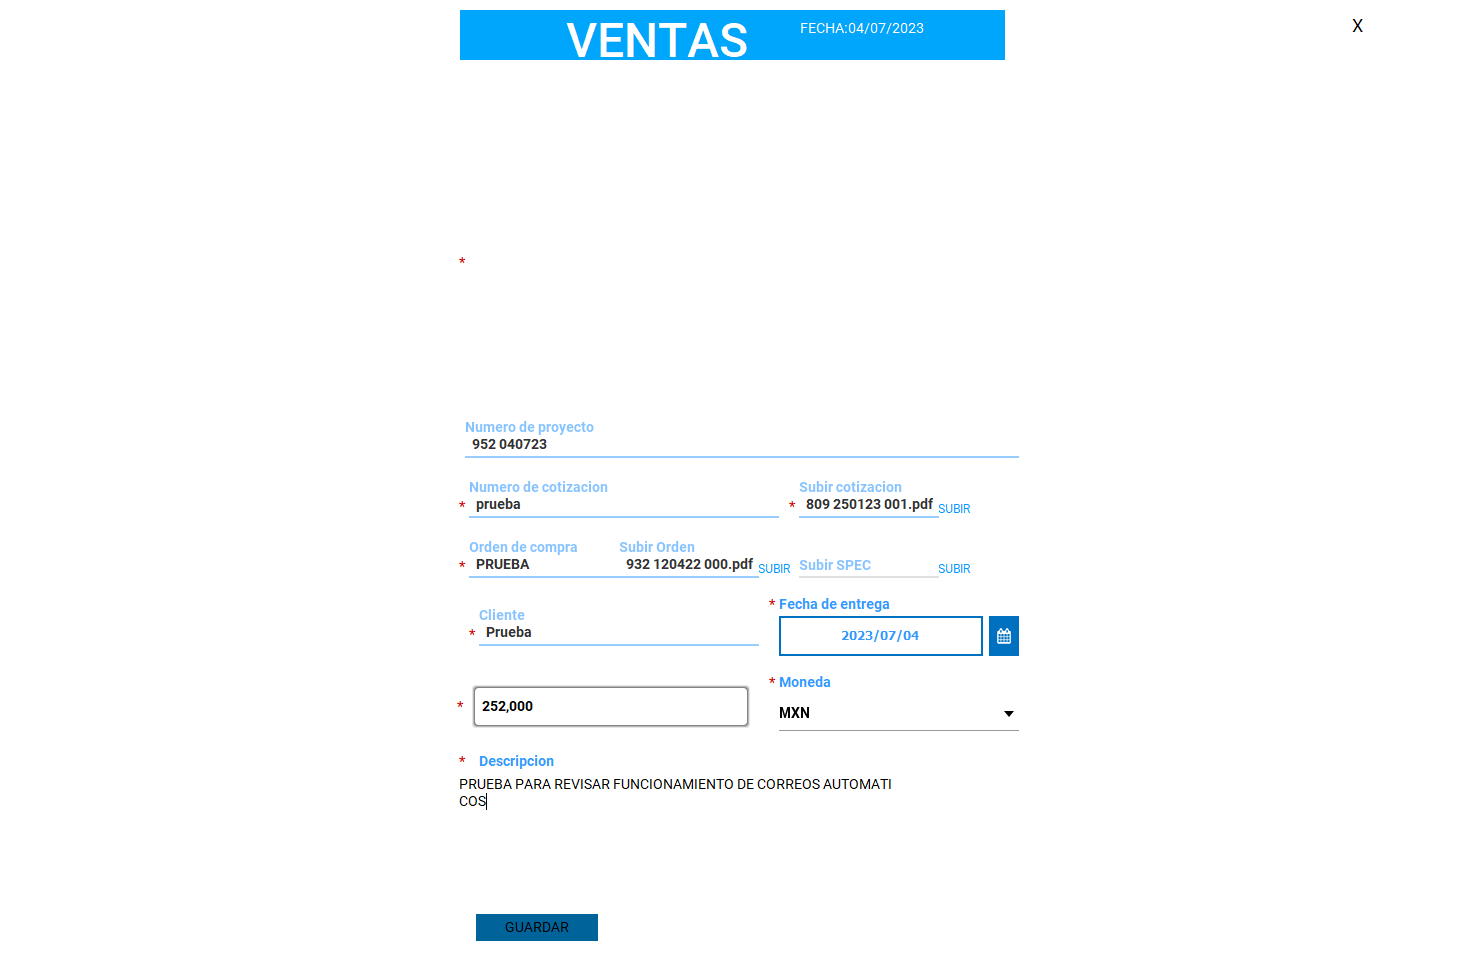 VENTAS
FECHA:04/07/2023
X
*
Numero de proyecto
952 040723
Numero de cotizacion
* prueba
Subir cotizacion
* 809 250123 001.pdf SUBIR
Orden de compra
* PRUEBA
Subir Orden
932 120422 000.pdf SUBIR
Subir SPEC SUBIR
Cliente
* Prueba
* Fecha de entrega
2023/07/04
* 252,000
* Moneda
MXN
* Descripcion
PRUEBA PARA REVISAR FUNCIONAMIENTO DE CORREOS AUTOMATI
COS
GUARDAR